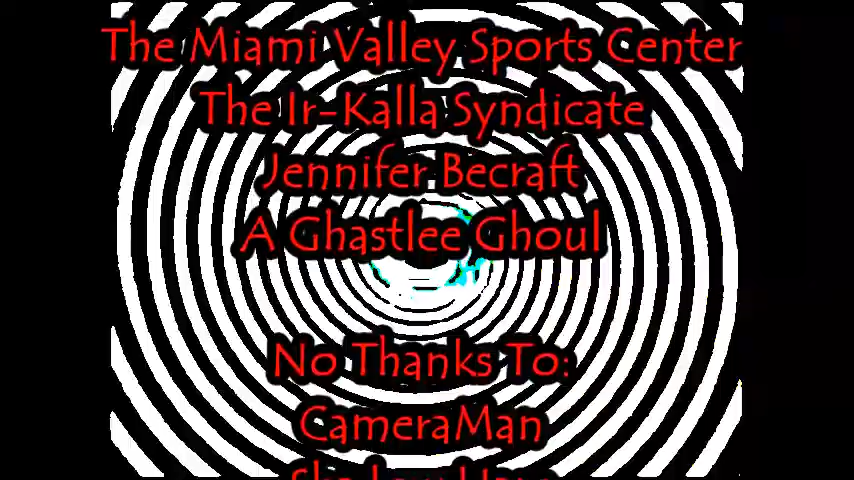 The Miami Valley Sports Center
The Ir-Kalla Syndicate
Jennifer Becraft
A Ghastlee Ghoul
No Thanks To:
CameraMan